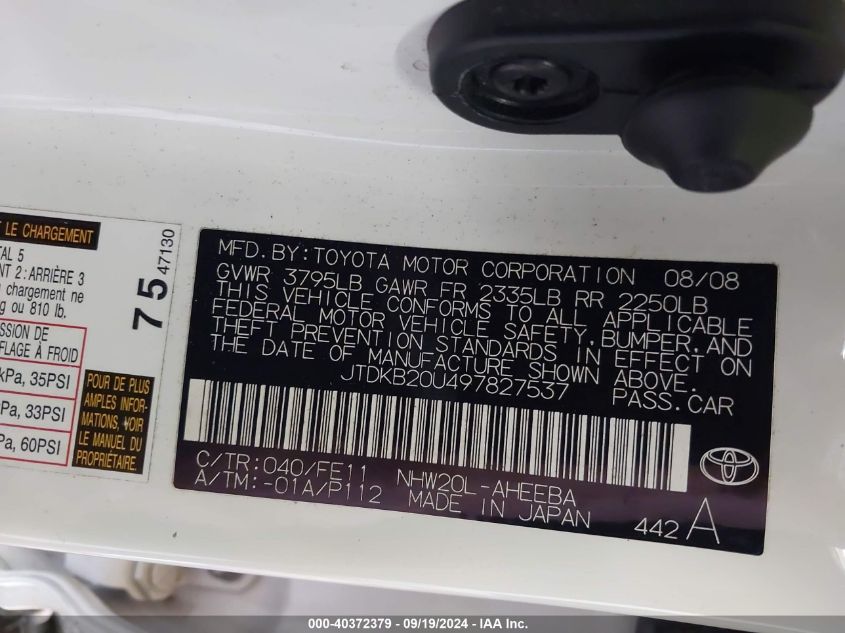 T LE CHARGEMENT
TAL 5
NT 2 : ARRIÈRE 3
chargement ne
g ou 810 lb.
75 47130
SSION DE
FLAGE À FROID
kPa, 35PSI
Pa, 33PSI
Pa, 60PSI
POUR DE PLUS
AMPLES INFOR-
MATIONS, VOIR
LE MANUEL DU
PROPRIÉTAIRE.
MFD. BY: TOYOTA MOTOR CORPORATION 08/08
GVWR 3795LB GAWR FR 2335LB RR 2250LB
THIS VEHICLE CONFORMS TO ALL APPLICABLE
FEDERAL MOTOR VEHICLE SAFETY, BUMPER, AND
THEFT PREVENTION STANDARDS IN EFFECT ON
THE DATE OF MANUFACTURE SHOWN ABOVE.
JTDKB20U497827537 PASS. CAR
C/TR: 040/FE11 NHW20L-AHEEBA
A/TM: -01A/P112 MADE IN JAPAN
442 A
000-40372379 - 09/19/2024 - IAA Inc.